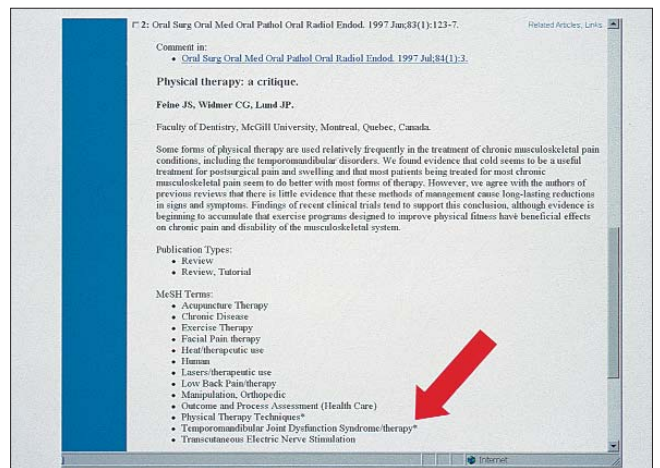 2: Oral Surg Oral Med Oral Pathol Oral Radiol Endod. 1997 Jan;83(1):123-7.
Related Articles, Links
Comment in:
• Oral Surg Oral Med Oral Pathol Oral Radiol Endod. 1997 Jul;84(1):3.
Physical therapy: a critique.
Feine JS, Widmer CG, Lund JP.
Faculty of Dentistry, McGill University, Montreal, Quebec, Canada.
Some forms of physical therapy are used relatively frequently in the treatment of chronic musculoskeletal pain
conditions, including the temporomandibular disorders. We found evidence that cold seems to be a useful
treatment for postsurgical pain and swelling and that most patients being treated for most chronic
musculoskeletal pain seem to do better with most forms of therapy. However, we agree with the authors of
previous reviews that there is little evidence that these methods of management cause long-lasting reductions
in signs and symptoms. Findings of recent clinical trials tend to support this conclusion, although evidence is
beginning to accumulate that exercise programs designed to improve physical fitness have beneficial effects
on chronic pain and disability of the musculoskeletal system.
Publication Types:
• Review
• Review, Tutorial
MeSH Terms:
• Acupuncture Therapy
• Chronic Disease
• Exercise Therapy
• Facial Pain therapy
• Heat/therapeutic use
• Human
• Lasers/therapeutic use
• Low Back Pain/therapy
• Manipulation, Orthopedic
• Outcome and Process Assessment (Health Care)
• Physical Therapy Techniques*
• Temporomandibular Joint Dysfunction Syndrome/therapy*
• Transcutaneous Electric Nerve Stimulation
Internet